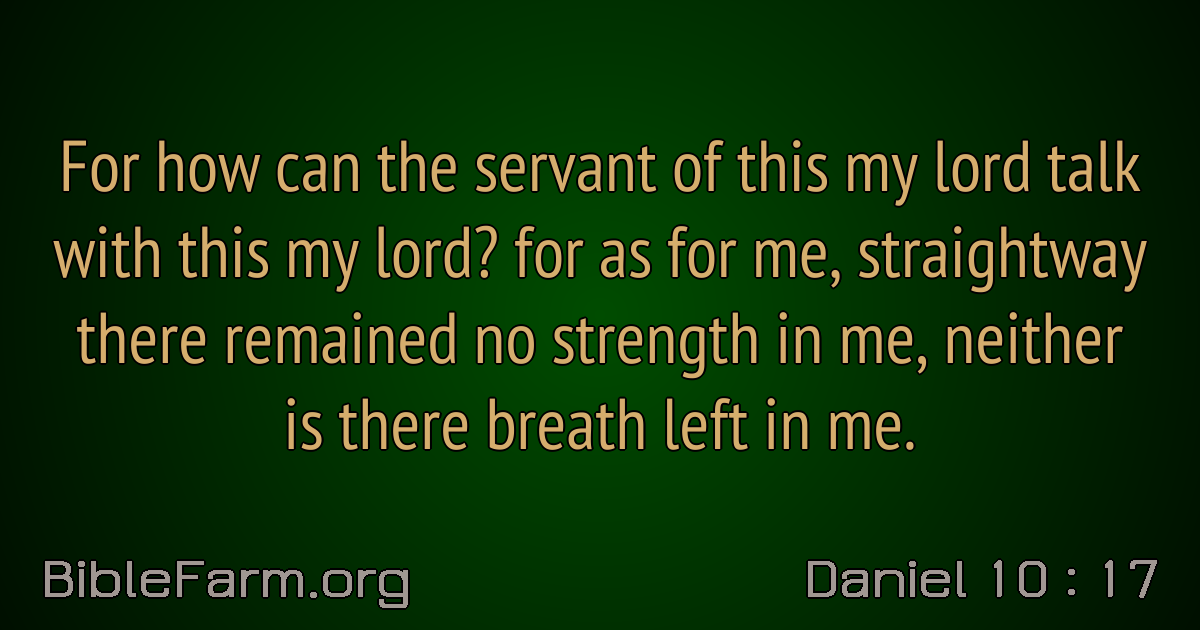 For how can the servant of this my lord talk
with this my lord? for as for me, straightway
there remained no strength in me, neither
is there breath left in me.
BibleFarm.org
Daniel 10 : 17